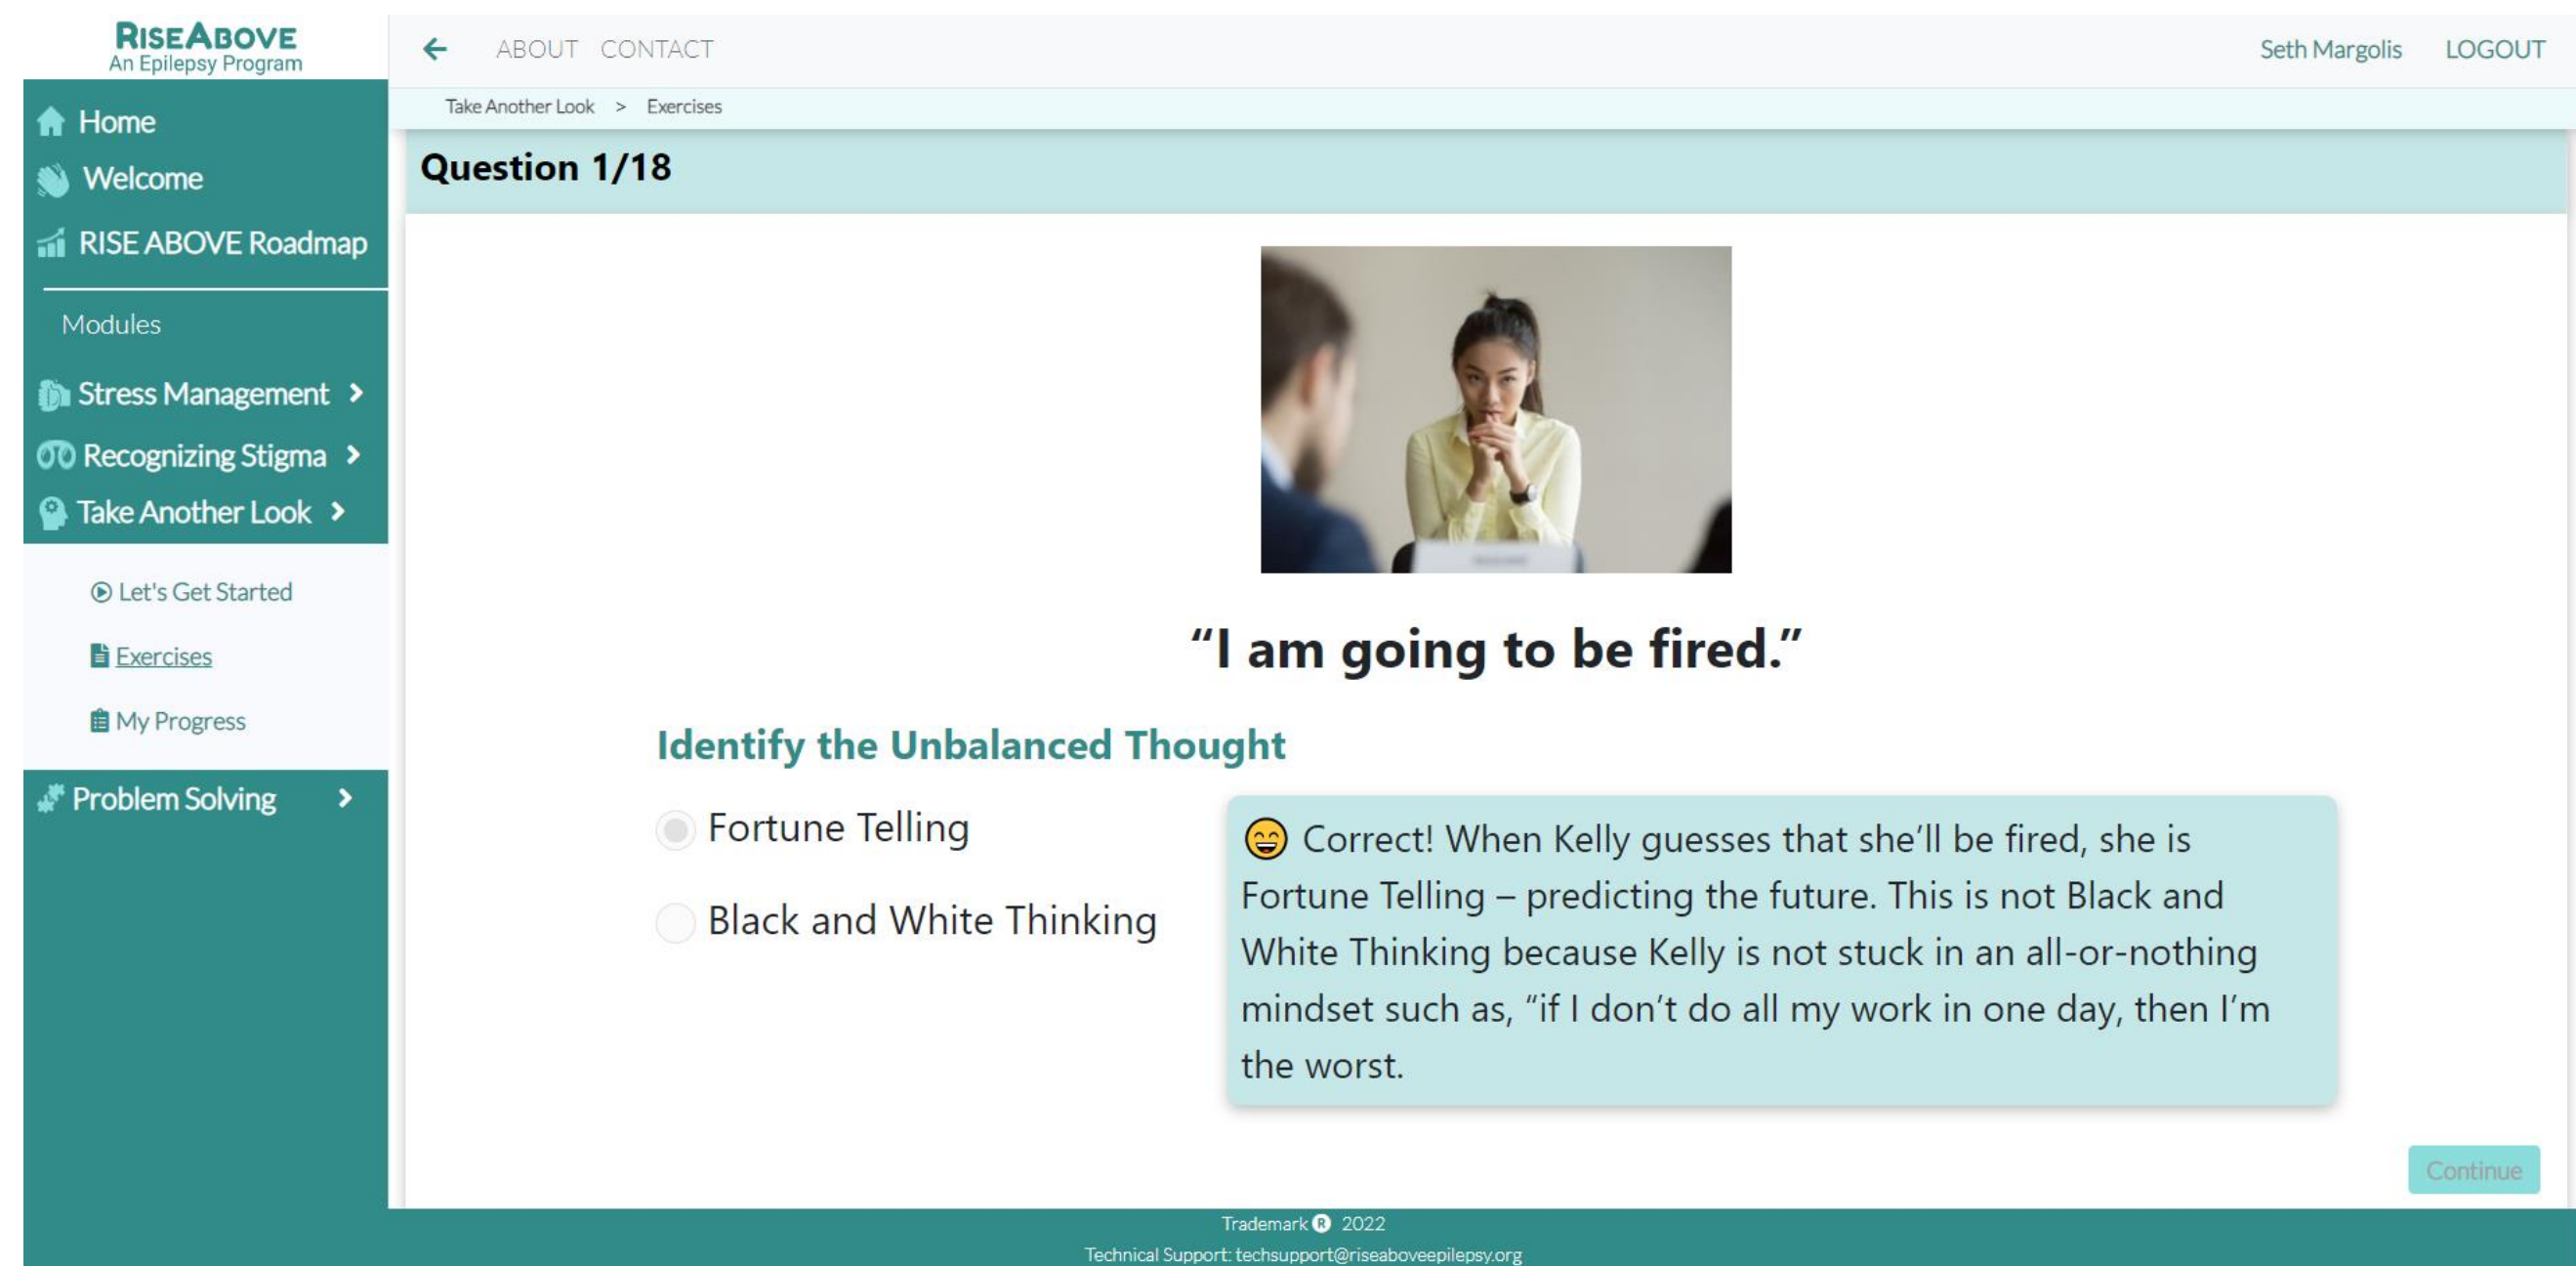 RISEABOVE
An Epilepsy Program
ABOUT CONTACT
Seth Margolis LOGOUT
Take Another Look > Exercises
Home
Welcome
RISE ABOVE Roadmap
Modules
Stress Management
Recognizing Stigma
Take Another Look
Let's Get Started
Exercises
My Progress
Problem Solving
Question 1/18
“I am going to be fired.”
Identify the Unbalanced Thought
Fortune Telling
Black and White Thinking
😄 Correct! When Kelly guesses that she’ll be fired, she is
Fortune Telling – predicting the future. This is not Black and
White Thinking because Kelly is not stuck in an all-or-nothing
mindset such as, “if I don’t do all my work in one day, then I’m
the worst.
Continue
Trademark ® 2022
Technical Support: techsupport@riseaboveepilepsy.org